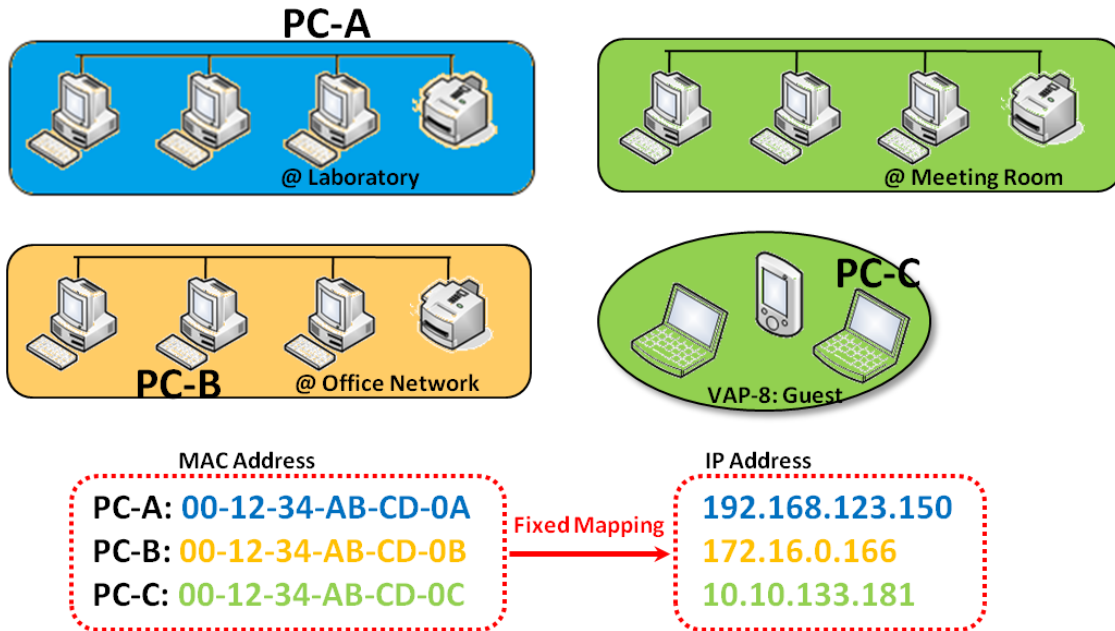 PC-A
@ Laboratory
@ Meeting Room
PC-B
@ Office Network
PC-C
VAP-8: Guest
MAC Address
PC-A: 00-12-34-AB-CD-0A
PC-B: 00-12-34-AB-CD-0B
PC-C: 00-12-34-AB-CD-0C
Fixed Mapping
IP Address
192.168.123.150
172.16.0.166
10.10.133.181